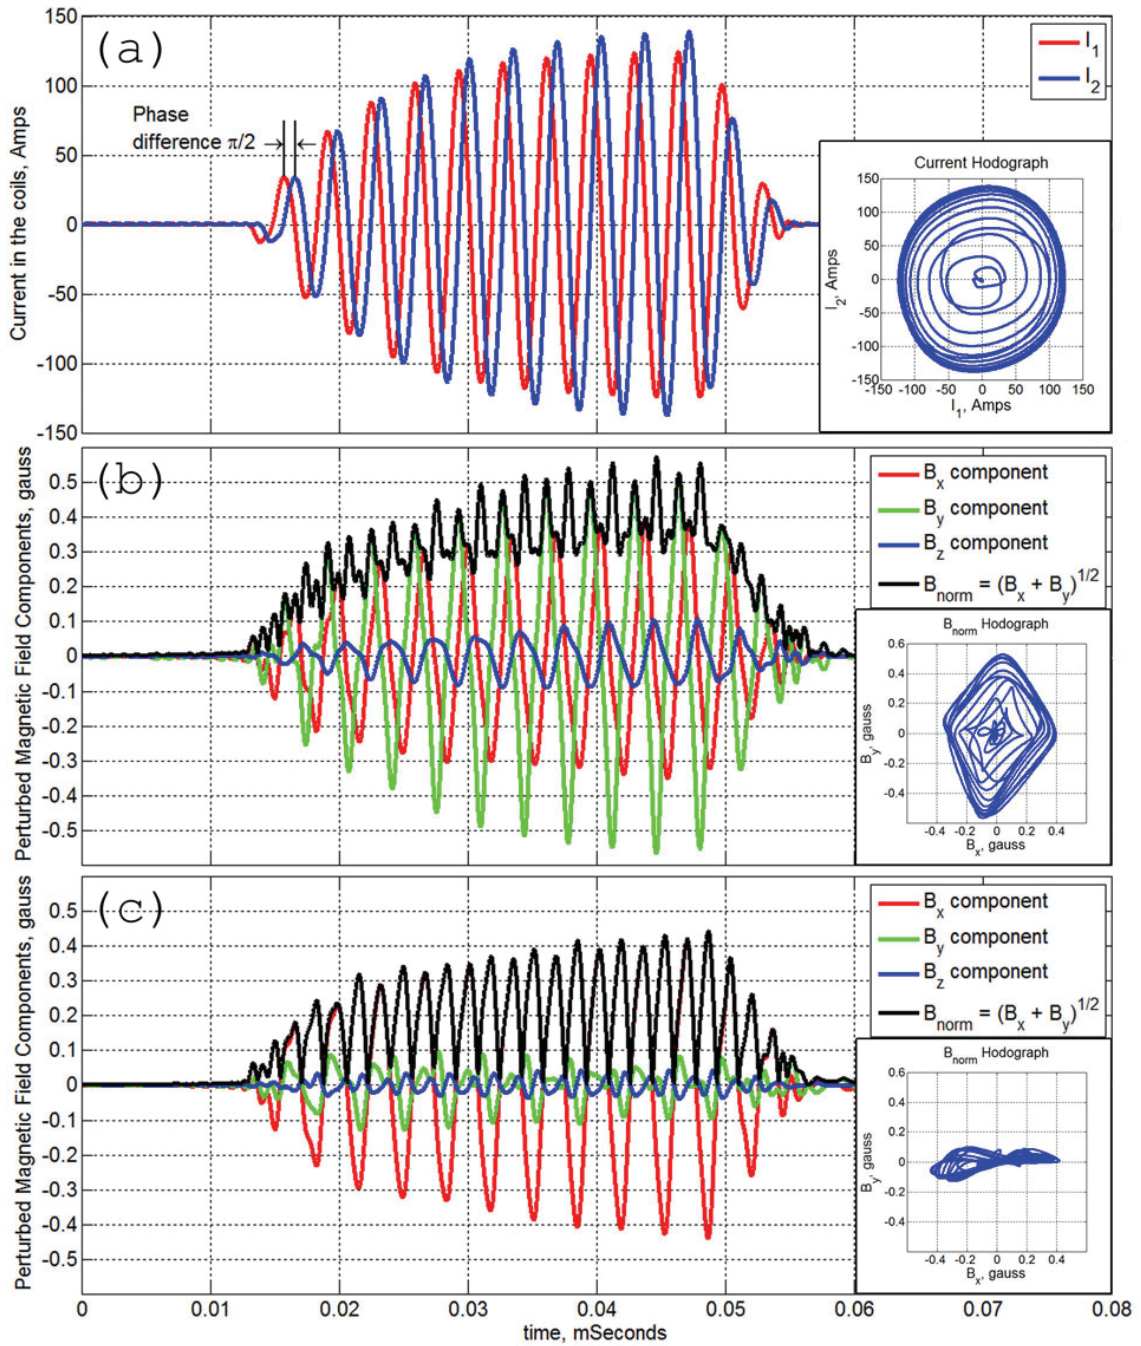 (a)
150
100
50
0
-50
-100
-150
Current in the coils, Amps
Phase
difference π/2
I1
I2
Current Hodograph
150
100
50
0
-50
-100
-150
-150 -100 -50 0 50 100 150
I2, Amps
I1, Amps
(b)
0.5
0.4
0.3
0.2
0.1
0
-0.1
-0.2
-0.3
-0.4
-0.5
Perturbed Magnetic Field Components, gauss
Bx component
By component
Bz component
Bnorm = (Bx + By)^1/2
Bnorm Hodograph
0.6
0.4
0.2
0
-0.2
-0.4
-0.4 -0.2 0 0.2 0.4
By, gauss
Bx, gauss
(c)
0.5
0.4
0.3
0.2
0.1
0
-0.1
-0.2
-0.3
-0.4
-0.5
Perturbed Magnetic Field Components, gauss
Bx component
By component
Bz component
Bnorm = (Bx + By)^1/2
Bnorm Hodograph
0.6
0.4
0.2
0
-0.2
-0.4
-0.4 -0.2 0 0.2 0.4
By, gauss
Bx, gauss
0 0.01 0.02 0.03 0.04 0.05 0.06 0.07 0.08
time, mSeconds